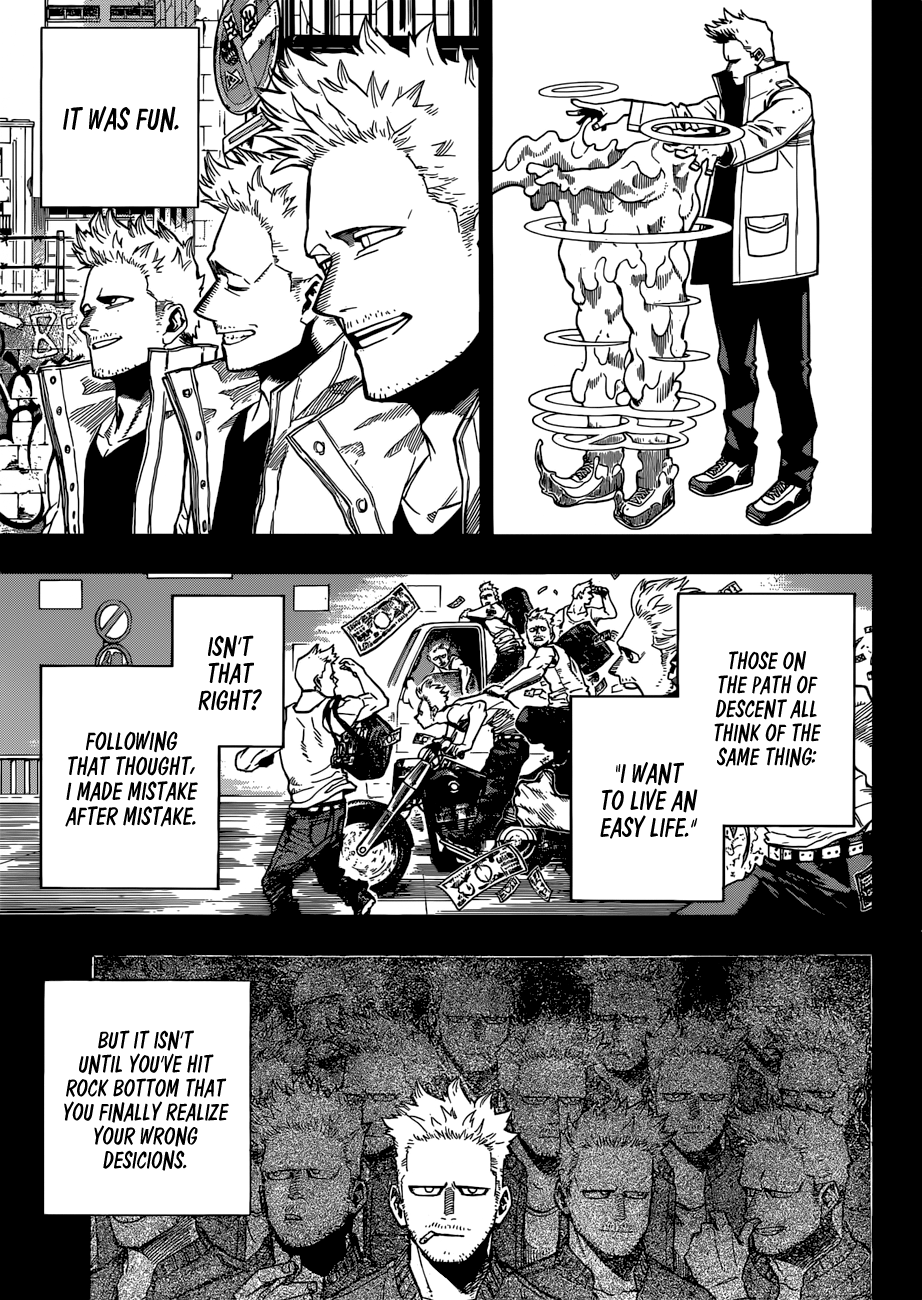 IT WAS FUN.
THOSE ON
THE PATH OF
DESCENT ALL
THINK OF THE
SAME THING:
"I WANT
TO LIVE AN
EASY LIFE."
ISN'T
THAT
RIGHT?
FOLLOWING
THAT THOUGHT,
I MADE MISTAKE
AFTER MISTAKE.
BUT IT ISN'T
UNTIL YOU'VE HIT
ROCK BOTTOM THAT
YOU FINALLY REALIZE
YOUR WRONG
DESICIONS.